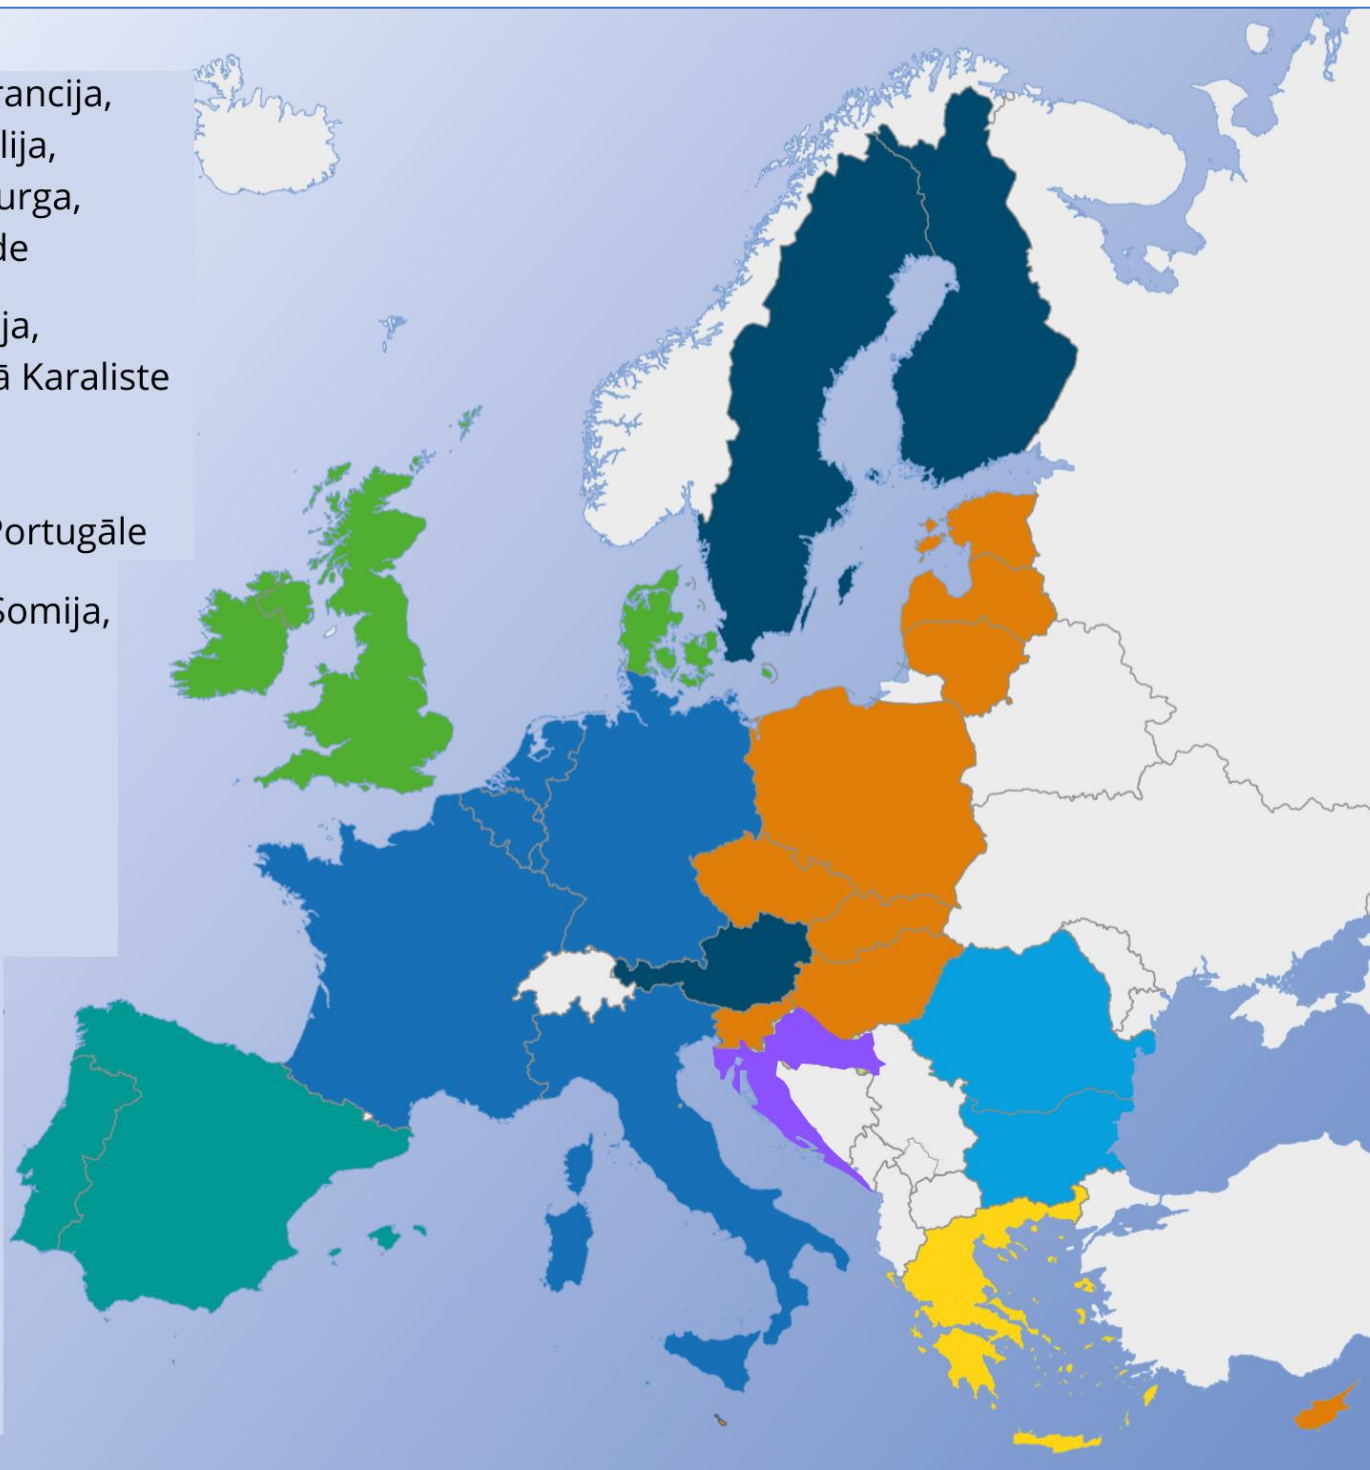 rancija,
lija,
urga,
de
ja,
ā Karaliste
Portugāle
Somija,